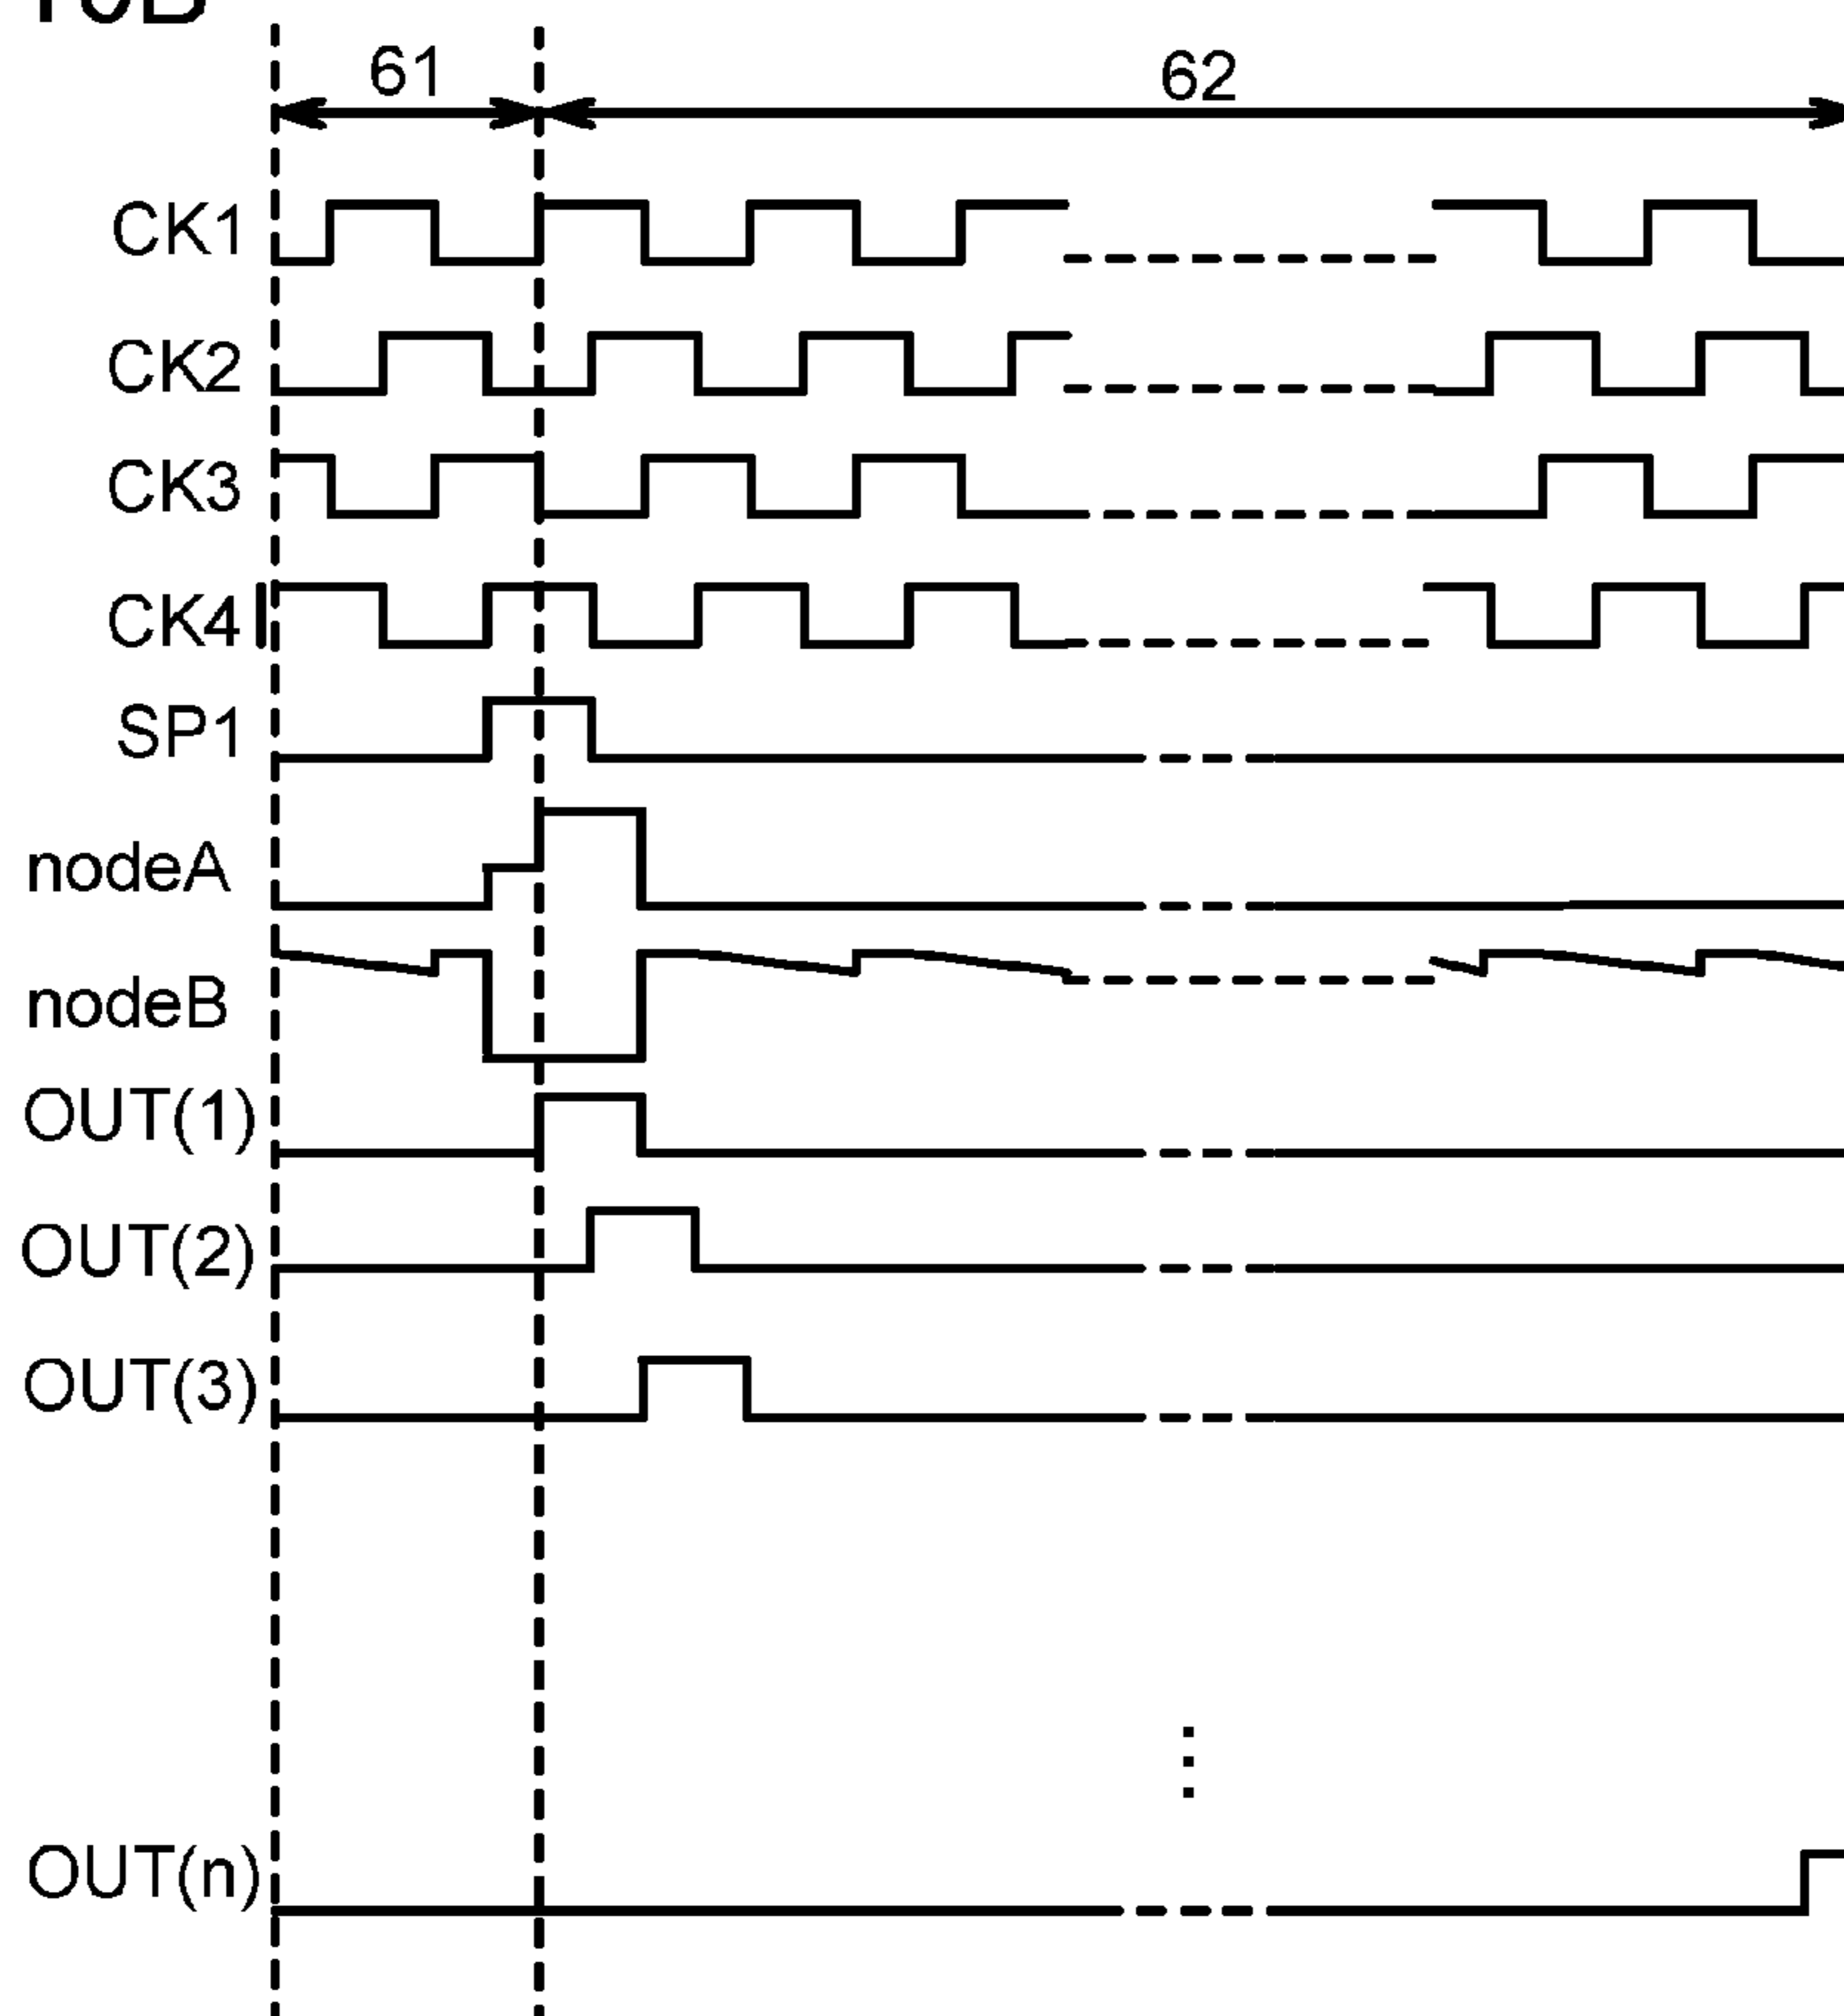 61
62
CK1
CK2
CK3
CK4
SP1
nodeA
nodeB
OUT(1)
OUT(2)
OUT(3)
OUT(n)